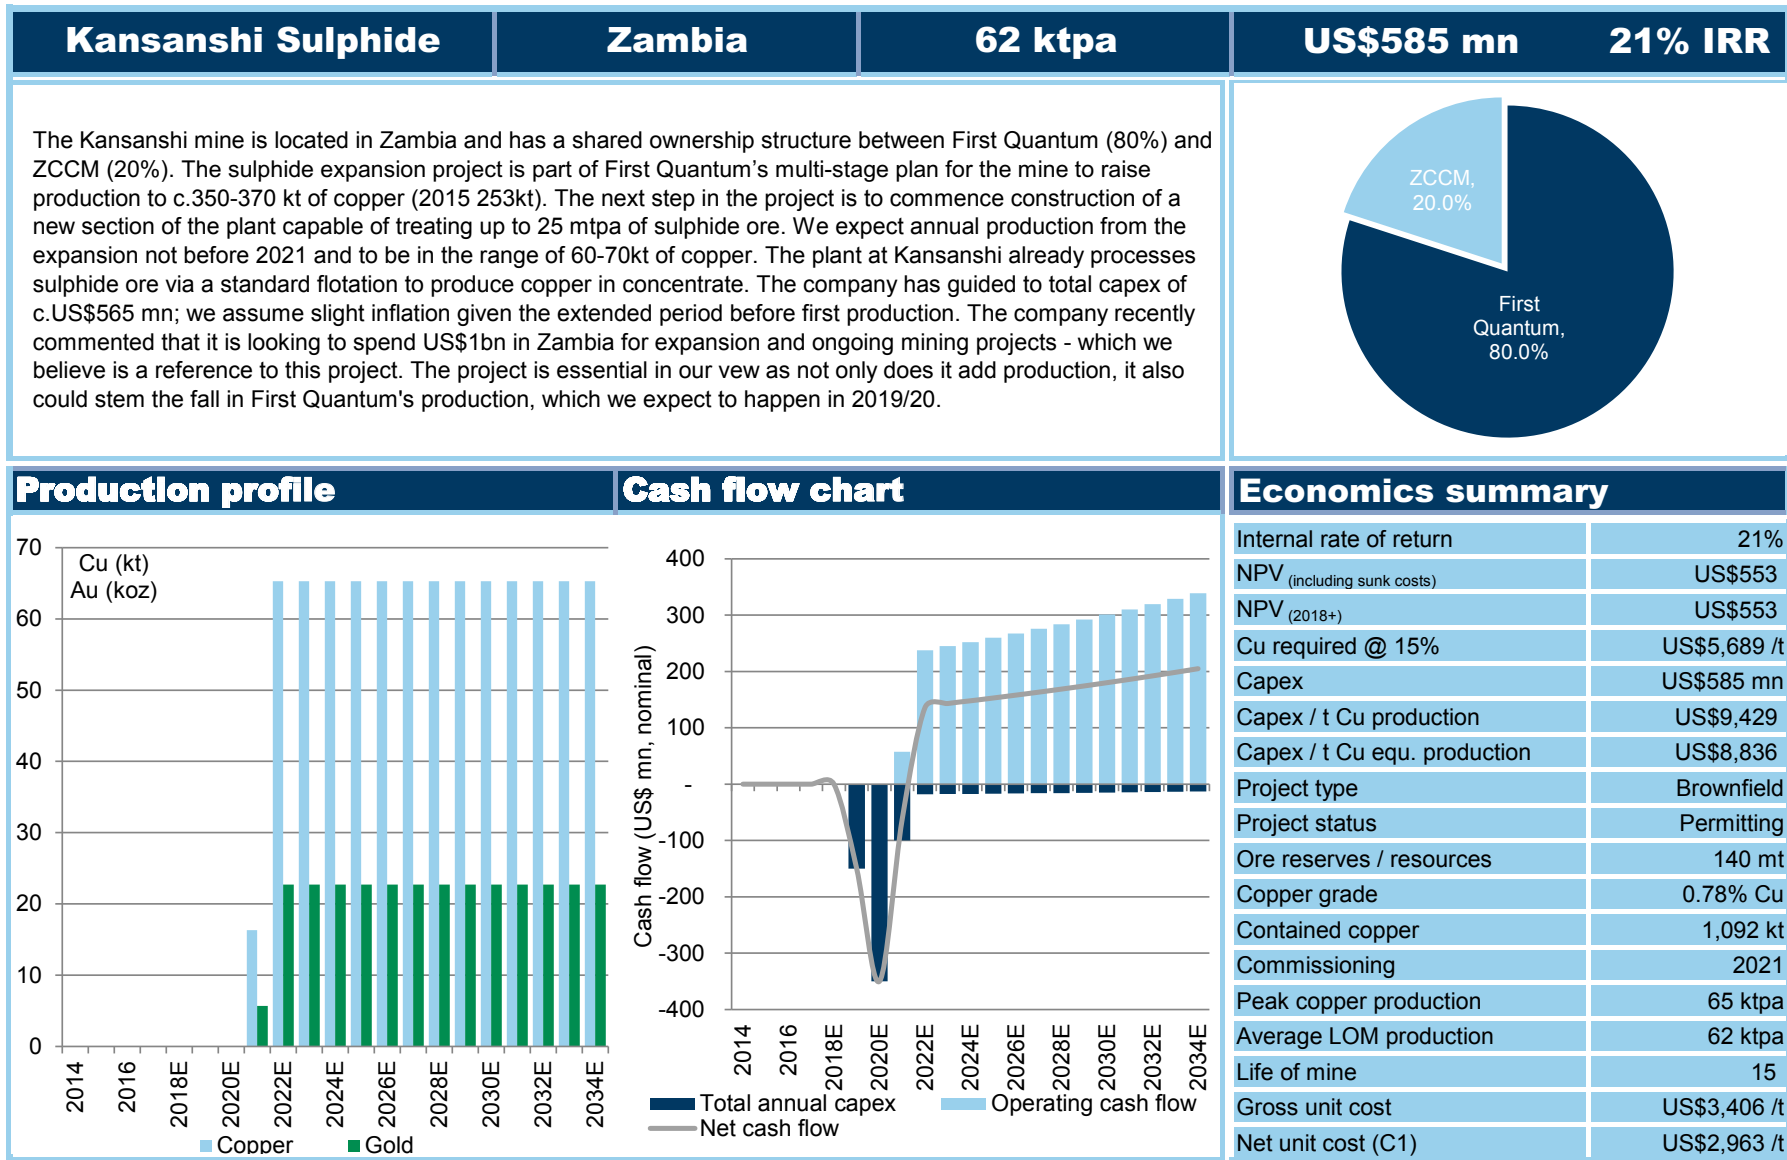 Kansanshi Sulphide
Zambia
62 ktpa
US$585 mn
21% IRR
The Kansanshi mine is located in Zambia and has a shared ownership structure between First Quantum (80%) and
ZCCM (20%). The sulphide expansion project is part of First Quantum’s multi-stage plan for the mine to raise
production to c.350-370 kt of copper (2015 253kt). The next step in the project is to commence construction of a
new section of the plant capable of treating up to 25 mtpa of sulphide ore. We expect annual production from the
expansion not before 2021 and to be in the range of 60-70kt of copper. The plant at Kansanshi already processes
sulphide ore via a standard flotation to produce copper in concentrate. The company has guided to total capex of
c.US$565 mn; we assume slight inflation given the extended period before first production. The company recently
commented that it is looking to spend US$1bn in Zambia for expansion and ongoing mining projects - which we
believe is a reference to this project. The project is essential in our vew as not only does it add production, it also
could stem the fall in First Quantum's production, which we expect to happen in 2019/20.
ZCCM,
20.0%
First
Quantum,
80.0%
Production profile
70
60
50
40
30
20
10
0
Cu (kt)
Au (koz)
2014
2016
2018E
2020E
2022E
2024E
2026E
2028E
2030E
2032E
2034E
Copper
Gold
Cash flow chart
Cash flow (US$ mn, nominal)
400
300
200
100
-
-100
-200
-300
-400
2014
2016
2018E
2020E
2022E
2024E
2026E
2028E
2030E
2032E
2034E
Total annual capex
Operating cash flow
Net cash flow
Economics summary
Internal rate of return 21%
NPV (including sunk costs) US$553
NPV (2018+) US$553
Cu required @ 15% US$5,689 /t
Capex US$585 mn
Capex / t Cu production US$9,429
Capex / t Cu equ. production US$8,836
Project type Brownfield
Project status Permitting
Ore reserves / resources 140 mt
Copper grade 0.78% Cu
Contained copper 1,092 kt
Commissioning 2021
Peak copper production 65 ktpa
Average LOM production 62 ktpa
Life of mine 15
Gross unit cost US$3,406 /t
Net unit cost (C1) US$2,963 /t